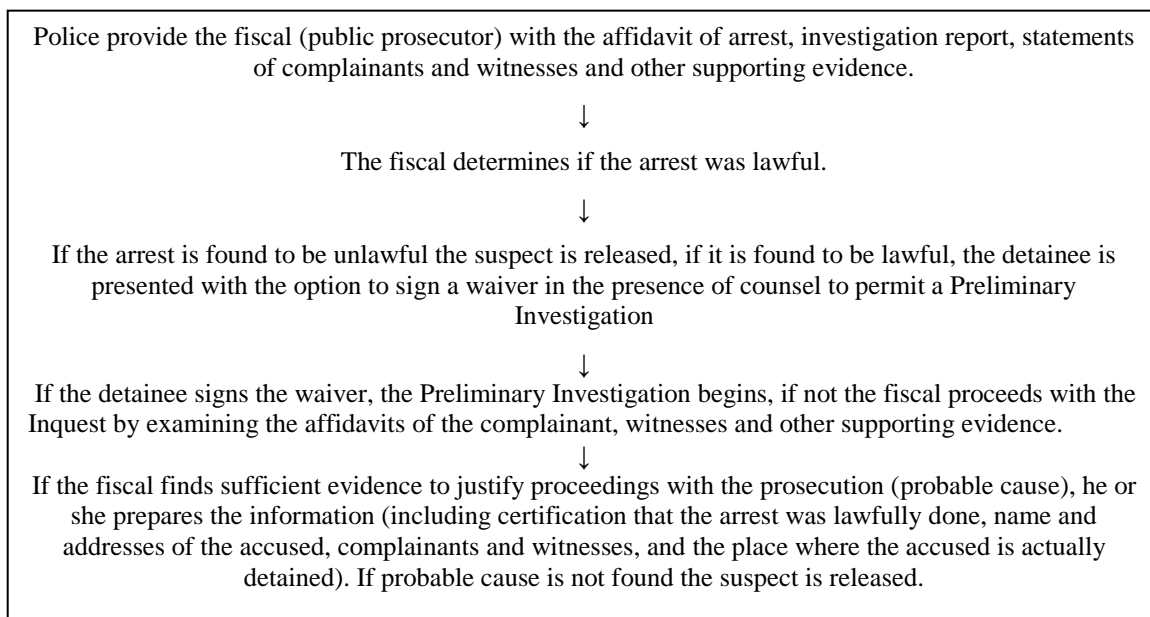 Police provide the fiscal (public prosecutor) with the affidavit of arrest, investigation report, statements
of complainants and witnesses and other supporting evidence.
↓
The fiscal determines if the arrest was lawful.
↓
If the arrest is found to be unlawful the suspect is released, if it is found to be lawful, the detainee is
presented with the option to sign a waiver in the presence of counsel to permit a Preliminary
Investigation
↓
If the detainee signs the waiver, the Preliminary Investigation begins, if not the fiscal proceeds with the
Inquest by examining the affidavits of the complainant, witnesses and other supporting evidence.
↓
If the fiscal finds sufficient evidence to justify proceedings with the prosecution (probable cause), he or
she prepares the information (including certification that the arrest was lawfully done, name and
addresses of the accused, complainants and witnesses, and the place where the accused is actually
detained). If probable cause is not found the suspect is released.